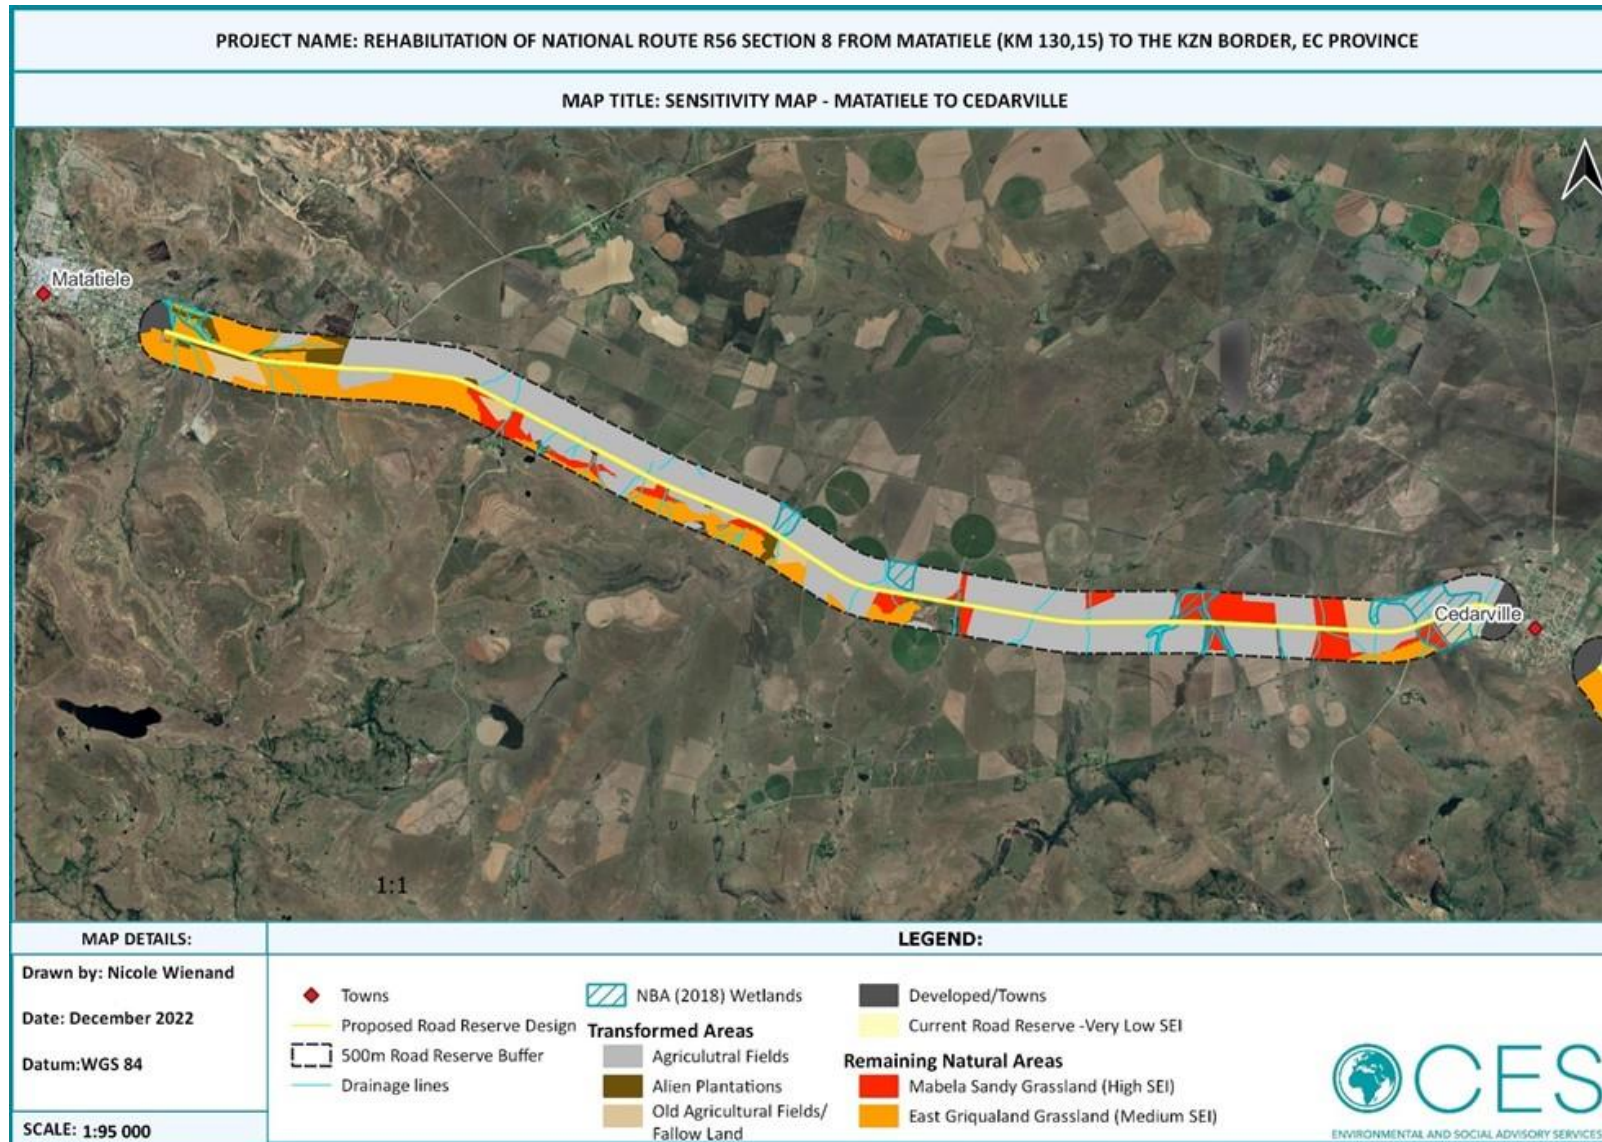 PROJECT NAME: REHABILITATION OF NATIONAL ROUTE R56 SECTION 8 FROM MATATIELE (KM 130,15) TO THE KZN BORDER, EC PROVINCE
MAP TITLE: SENSITIVITY MAP - MATATIELE TO CEDARVILLE
Matatiele
Cedarville
1:1
MAP DETAILS:
Drawn by: Nicole Wienand
Date: December 2022
Datum:WGS 84
SCALE: 1:95 000
LEGEND:
Towns
Proposed Road Reserve Design
500m Road Reserve Buffer
Drainage lines
NBA (2018) Wetlands
Transformed Areas
Agriculutral Fields
Alien Plantations
Old Agricultural Fields/
Fallow Land
Developed/Towns
Current Road Reserve -Very Low SEI
Remaining Natural Areas
Mabela Sandy Grassland (High SEI)
East Griqualand Grassland (Medium SEI)
CES
ENVIRONMENTAL AND SOCIAL ADVISORY SERVICES